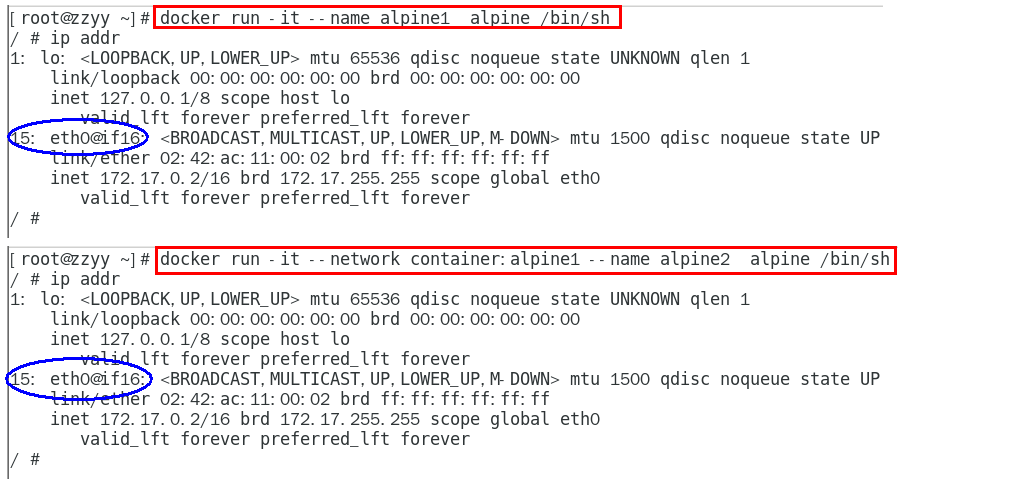 [root@zzyy ~]# docker run -it --name alpine1  alpine /bin/sh
/ # ip addr
1: lo: <LOOPBACK,UP,LOWER_UP> mtu 65536 qdisc noqueue state UNKNOWN qlen 1
    link/loopback 00:00:00:00:00:00 brd 00:00:00:00:00:00
    inet 127.0.0.1/8 scope host lo
       valid_lft forever preferred_lft forever
15: eth0@if16: <BROADCAST,MULTICAST,UP,LOWER_UP,M-DOWN> mtu 1500 qdisc noqueue state UP
    link/ether 02:42:ac:11:00:02 brd ff:ff:ff:ff:ff:ff
    inet 172.17.0.2/16 brd 172.17.255.255 scope global eth0
       valid_lft forever preferred_lft forever
/ #
[root@zzyy ~]# docker run -it --network container:alpine1 --name alpine2  alpine /bin/sh
/ # ip addr
1: lo: <LOOPBACK,UP,LOWER_UP> mtu 65536 qdisc noqueue state UNKNOWN qlen 1
    link/loopback 00:00:00:00:00:00 brd 00:00:00:00:00:00
    inet 127.0.0.1/8 scope host lo
       valid_lft forever preferred_lft forever
15: eth0@if16: <BROADCAST,MULTICAST,UP,LOWER_UP,M-DOWN> mtu 1500 qdisc noqueue state UP
    link/ether 02:42:ac:11:00:02 brd ff:ff:ff:ff:ff:ff
    inet 172.17.0.2/16 brd 172.17.255.255 scope global eth0
       valid_lft forever preferred_lft forever
/ #